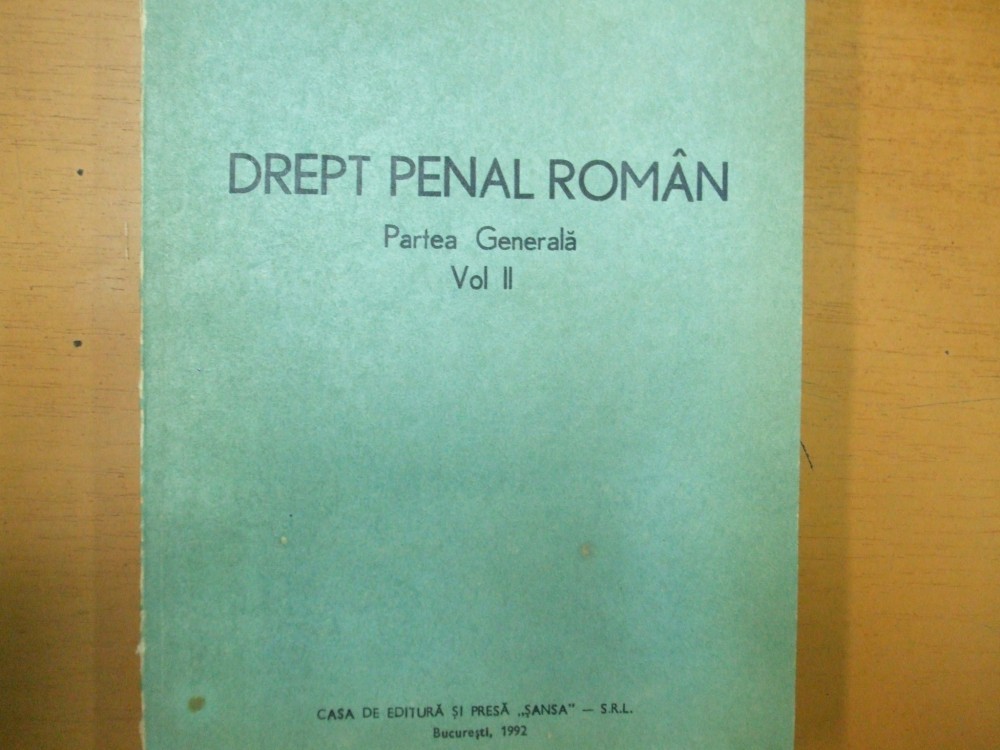 DREPT PENAL ROMÂN
Partea Generală
Vol II
CASA DE EDITURĂ ȘI PRESĂ „ȘANSA" — S.R.L.
București, 1992